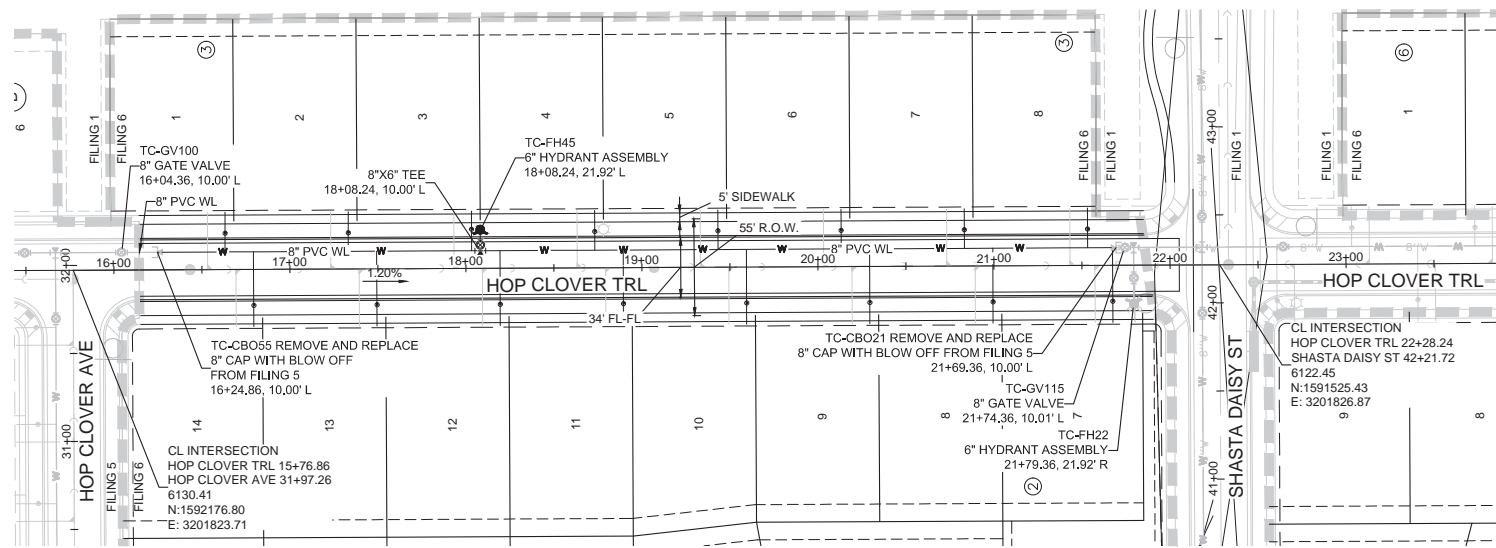 3
3
6
6
1
2
3
4
5
6
7
8
1
FILING 1
FILING 6
FILING 6
FILING 1
FILING 1
FILING 1
FILING 6
43+00
TC-GV100
8" GATE VALVE
16+04.36, 10.00' L
8" PVC WL
8"X6" TEE
18+08.24, 10.00' L
TC-FH45
6" HYDRANT ASSEMBLY
18+08.24, 21.92' L
5' SIDEWALK
55' R.O.W.
W
8" PVC WL
W
W
W
W
W
8" PVC WL
W
W
8"W
8"W
32+00
16+00
17+00
18+00
19+00
20+00
21+00
22+00
23+00
1.20%
HOP CLOVER TRL
HOP CLOVER TRL
42+00
34' FL-FL
TC-CBO55 REMOVE AND REPLACE
8" CAP WITH BLOW OFF
FROM FILING 5
16+24.86, 10.00' L
TC-CBO21 REMOVE AND REPLACE
8" CAP WITH BLOW OFF FROM FILING 5
21+69.36, 10.00' L
TC-GV115
8" GATE VALVE
21+74.36, 10.01' L
TC-FH22
6" HYDRANT ASSEMBLY
21+79.36, 21.92' R
CL INTERSECTION
HOP CLOVER TRL 22+28.24
SHASTA DAISY ST 42+21.72
6122.45
N:1591525.43
E: 3201826.87
HOP CLOVER AVE
31+00
SHASTA DAISY ST
41+00
14
13
12
11
10
9
8
7
9
8
2
FILING 5
FILING 6
CL INTERSECTION
HOP CLOVER TRL 15+76.86
HOP CLOVER AVE 31+97.26
6130.41
N:1592176.80
E: 3201823.71